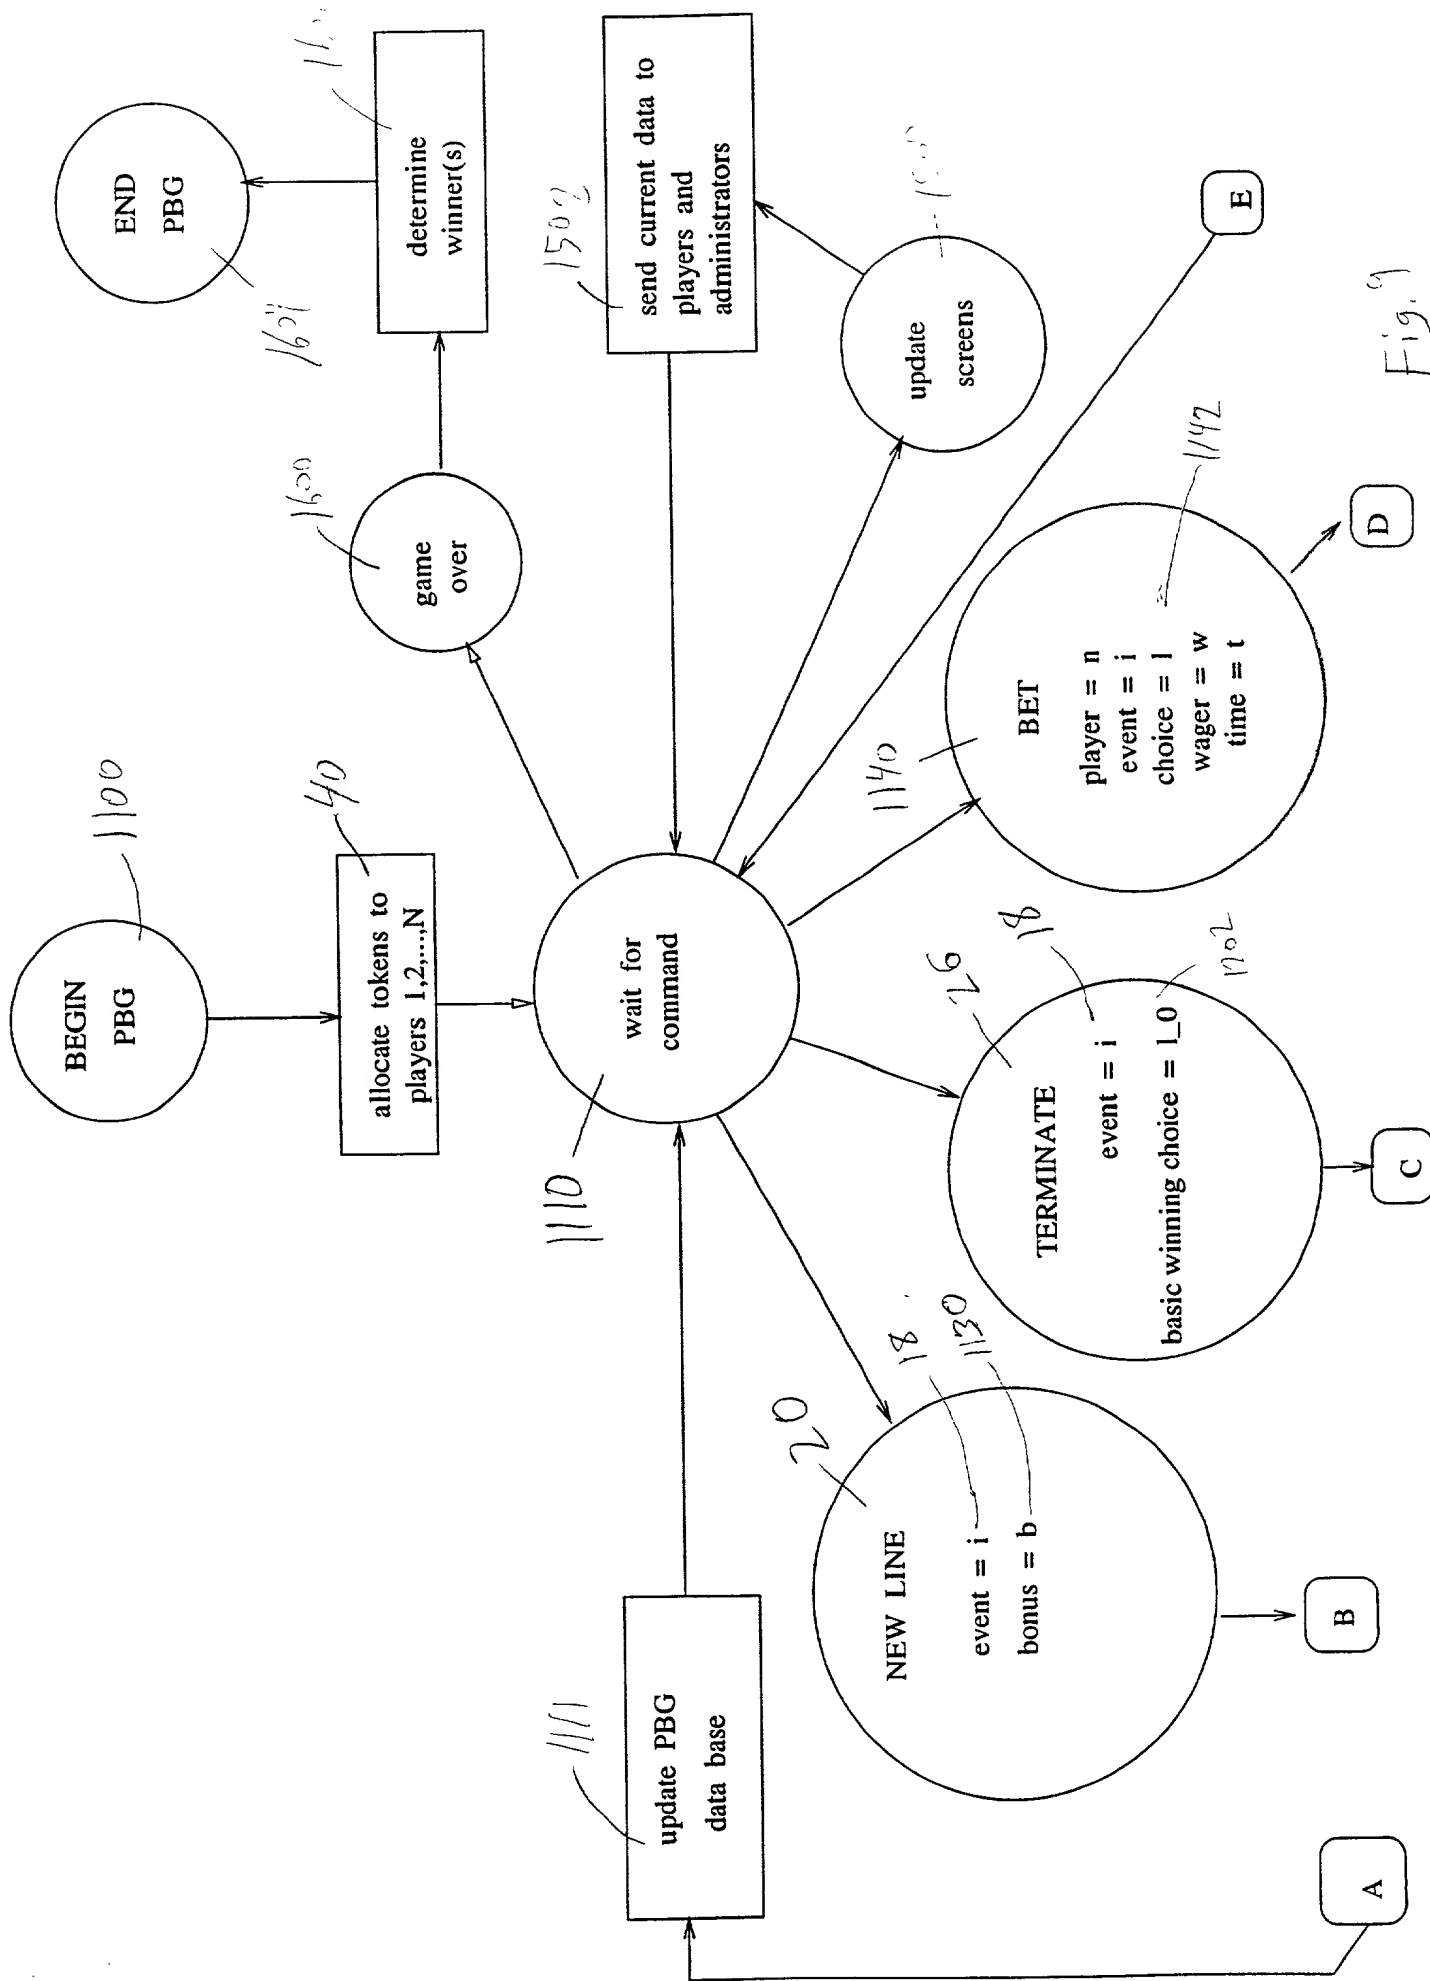 BEGIN
PBG
1100
allocate tokens to
players 1,2,...,N
40
END
PBG
determine
winner(s)
game
over
1600
1110
wait for
command
1502
send current data to
players and
administrators
update
screens
1111
update PBG
data base
20
NEW LINE
event = i
bonus = b
18
1130
26
TERMINATE
event = i
basic winning choice = l_0
18
1202
1140
BET
player = n
event = i
choice = l
wager = w
time = t
1142
A
B
C
D
E
Fig. 9